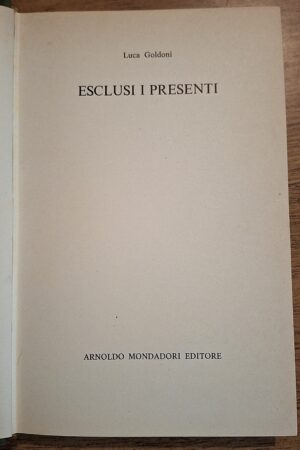 Luca Goldoni
ESCLUSI I PRESENTI
ARNOLDO MONDADORI EDITORE